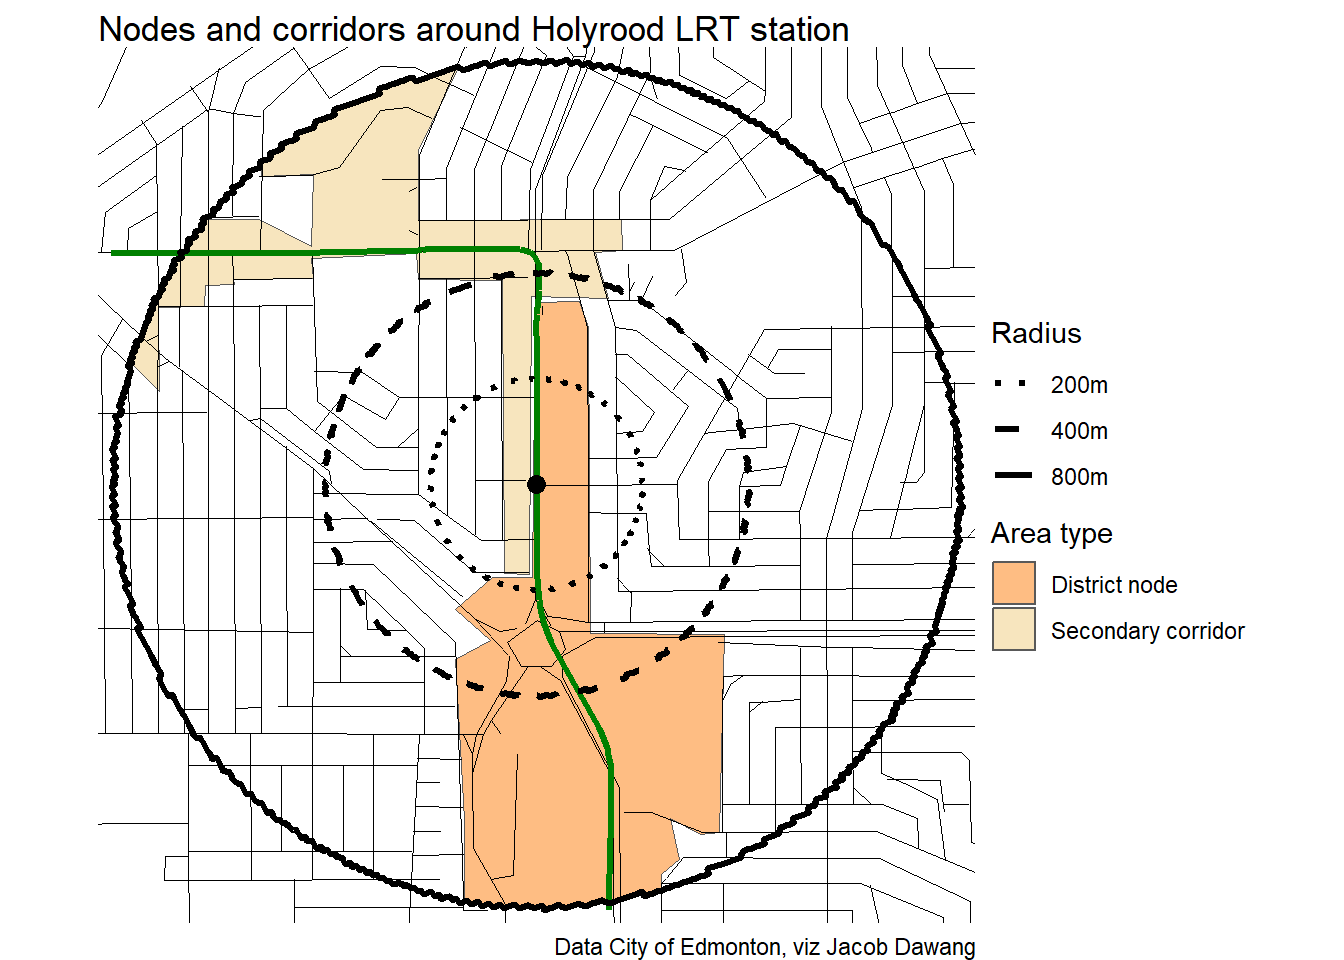 Nodes and corridors around Holyrood LRT station
Radius
200m
400m
800m
Area type
District node
Secondary corridor
Data City of Edmonton, viz Jacob Dawang